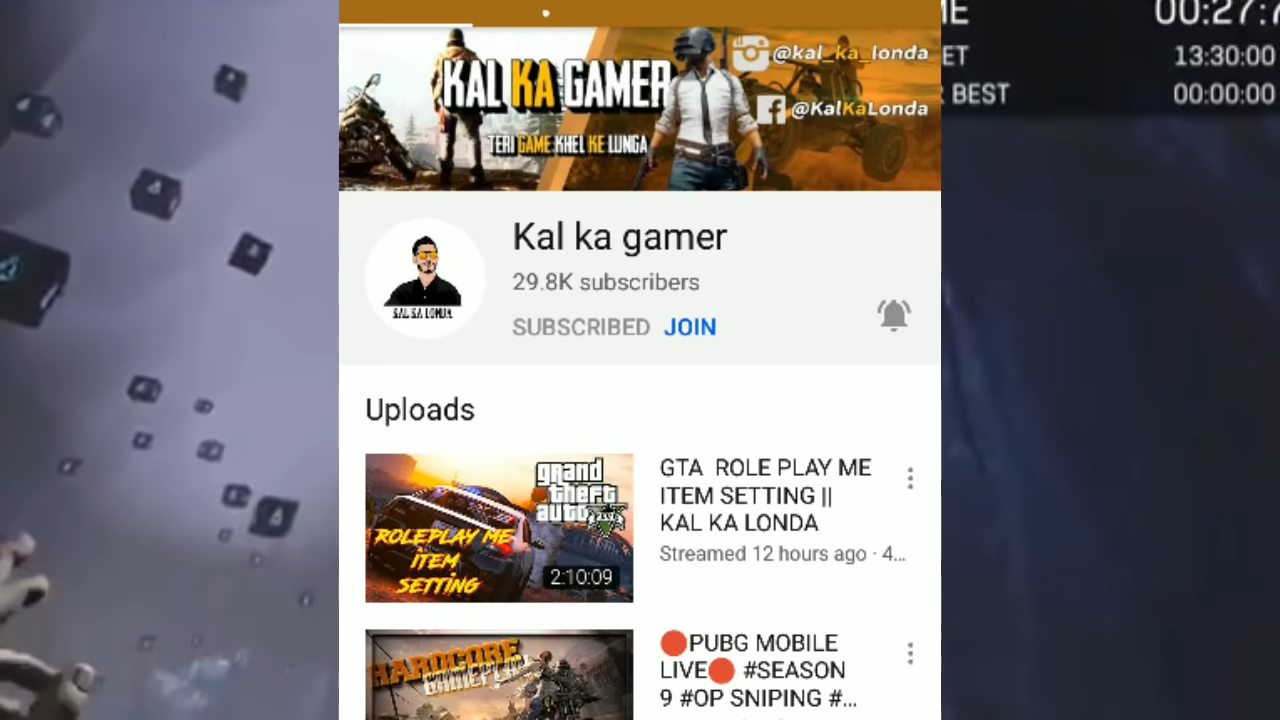 KAL KA GAMER
TERI GAME KHEL KE LUNGA
@kal_ka_londa
@KalKaLonda
00:27:
ET 13:30:00
BEST 00:00:00
Kal ka gamer
29.8K subscribers
SUBSCRIBED JOIN
KAL KA LONDA
Uploads
grand
theft
auto
ROLEPLAY ME
ITEM
SETTING
2:10:09
GTA ROLE PLAY ME
ITEM SETTING ||
KAL KA LONDA
Streamed 12 hours ago · 4...
HARDCORE
GAMEPLAY
🔴PUBG MOBILE
LIVE🔴 #SEASON
9 #OP SNIPING #...